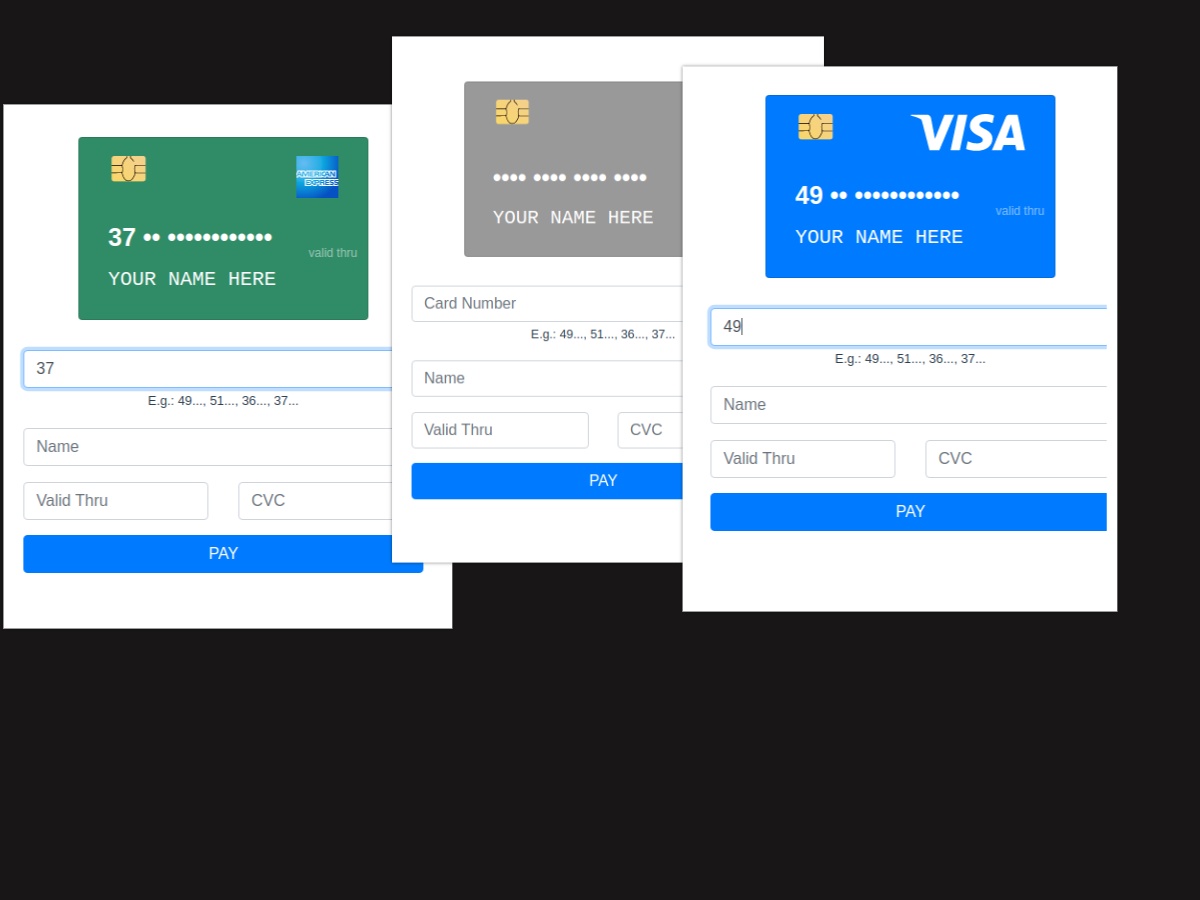 AMERICAN
EXPRESS
37 •• ••••••••••••
valid thru
YOUR NAME HERE
37
E.g.: 49..., 51..., 36..., 37...
Name
Valid Thru
CVC
PAY
•••• •••• •••• ••••
YOUR NAME HERE
Card Number
E.g.: 49..., 51..., 36..., 37...
Name
Valid Thru
CVC
PAY
VISA
49 •• ••••••••••••
valid thru
YOUR NAME HERE
49
E.g.: 49..., 51..., 36..., 37...
Name
Valid Thru
CVC
PAY